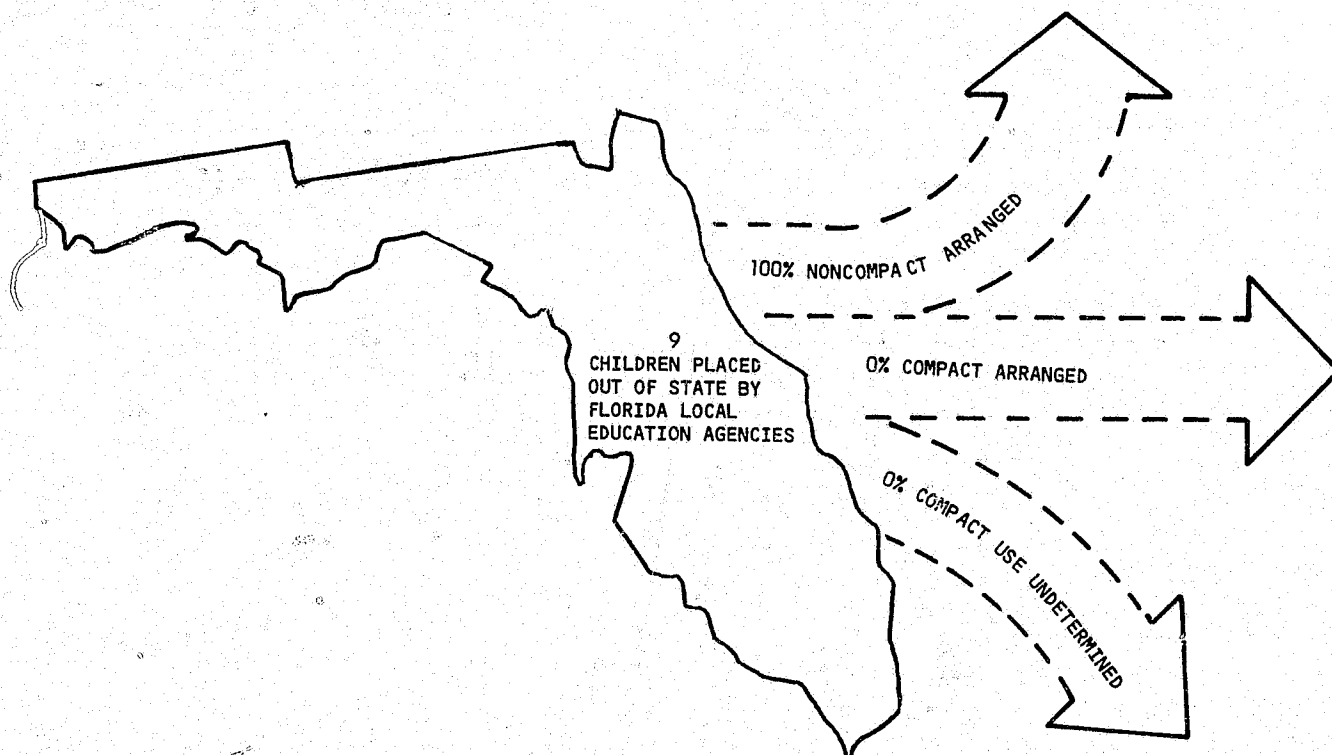 100% NONCOMPACT ARRANGED
9
CHILDREN PLACED
OUT OF STATE BY
FLORIDA LOCAL
EDUCATION AGENCIES
0% COMPACT ARRANGED
0% COMPACT USE UNDETERMINED